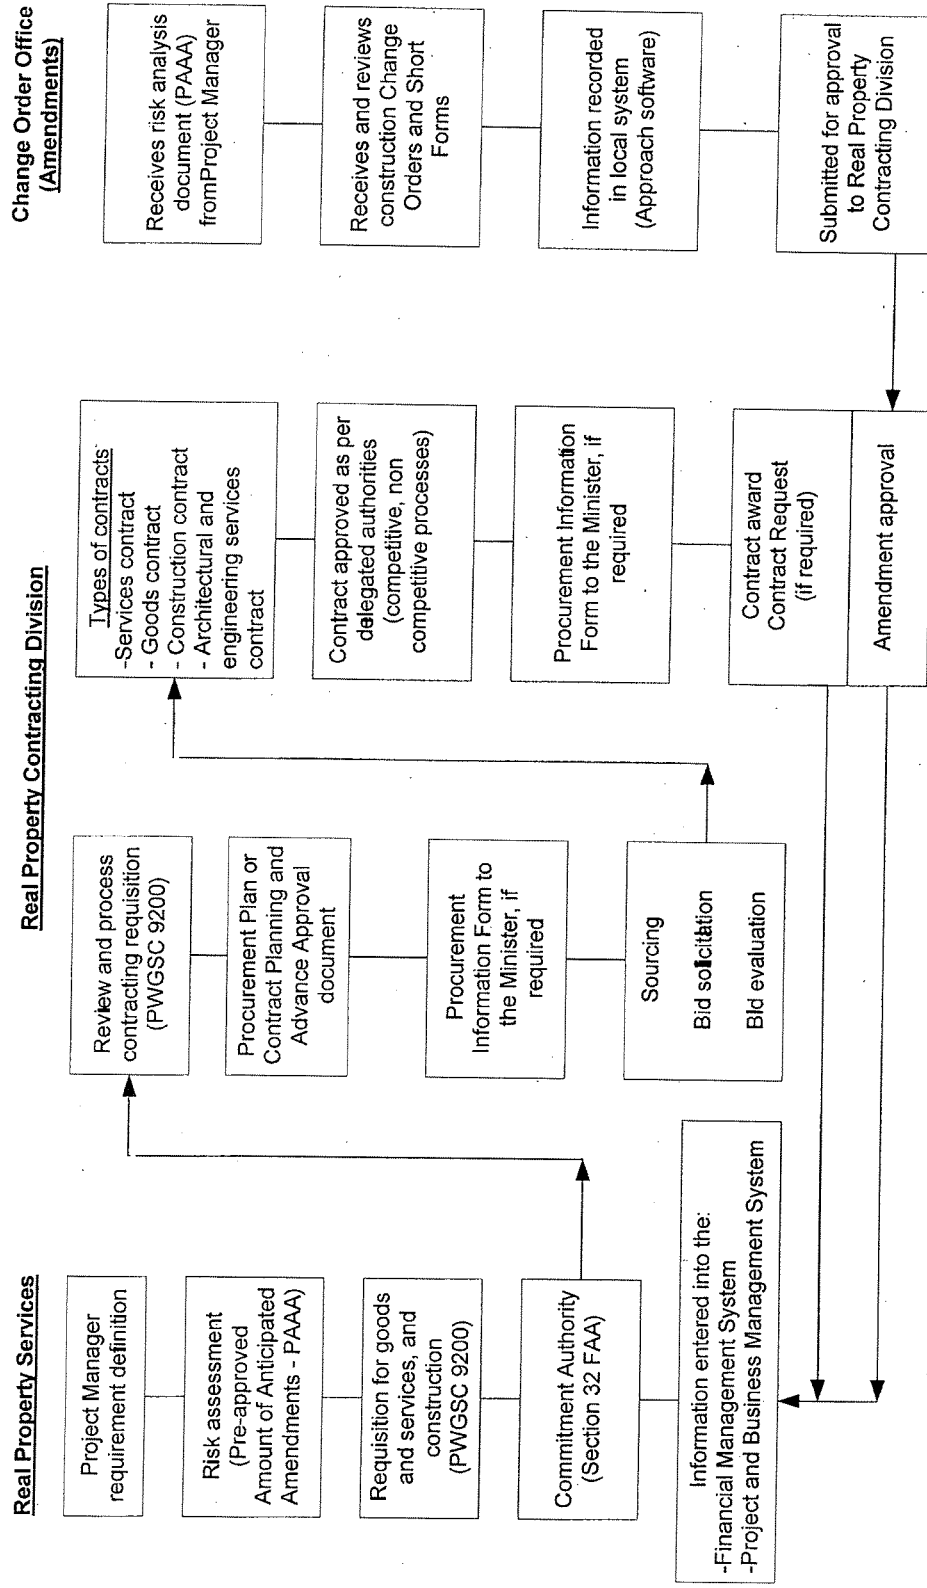 Real Property Services
Project Manager
requirement definition
Risk assessment
(Pre-approved
Amount of Anticipated
Amendments - PAAA)
Requisition for goods
and services, and
construction
(PWGSC 9200)
Commitment Authority
(Section 32 FAA)
Information entered into the:
-Financial Management System
-Project and Business Management System
Real Property Contracting Division
Review and process
contracting requisition
(PWGSC 9200)
Procurement Plan or
Contract Planning and
Advance Approval
document
Procurement
Information Form to
the Minister, if
required
Sourcing
Bid solicitation
Bid evaluation
Types of contracts
-Services contract
- Goods contract
- Construction contract
- Architectural and
engineering services
contract
Contract approved as per
delegated authorities
(competitive, non
competitive processes)
Procurement Information
Form to the Minister, if
required
Contract award
Contract Request
(if required)
Amendment approval
Change Order Office
(Amendments)
Receives risk analysis
document (PAAA)
fromProject Manager
Receives and reviews
construction Change
Orders and Short
Forms
Information recorded
in local system
(Approach software)
Submitted for approval
to Real Property
Contracting Division